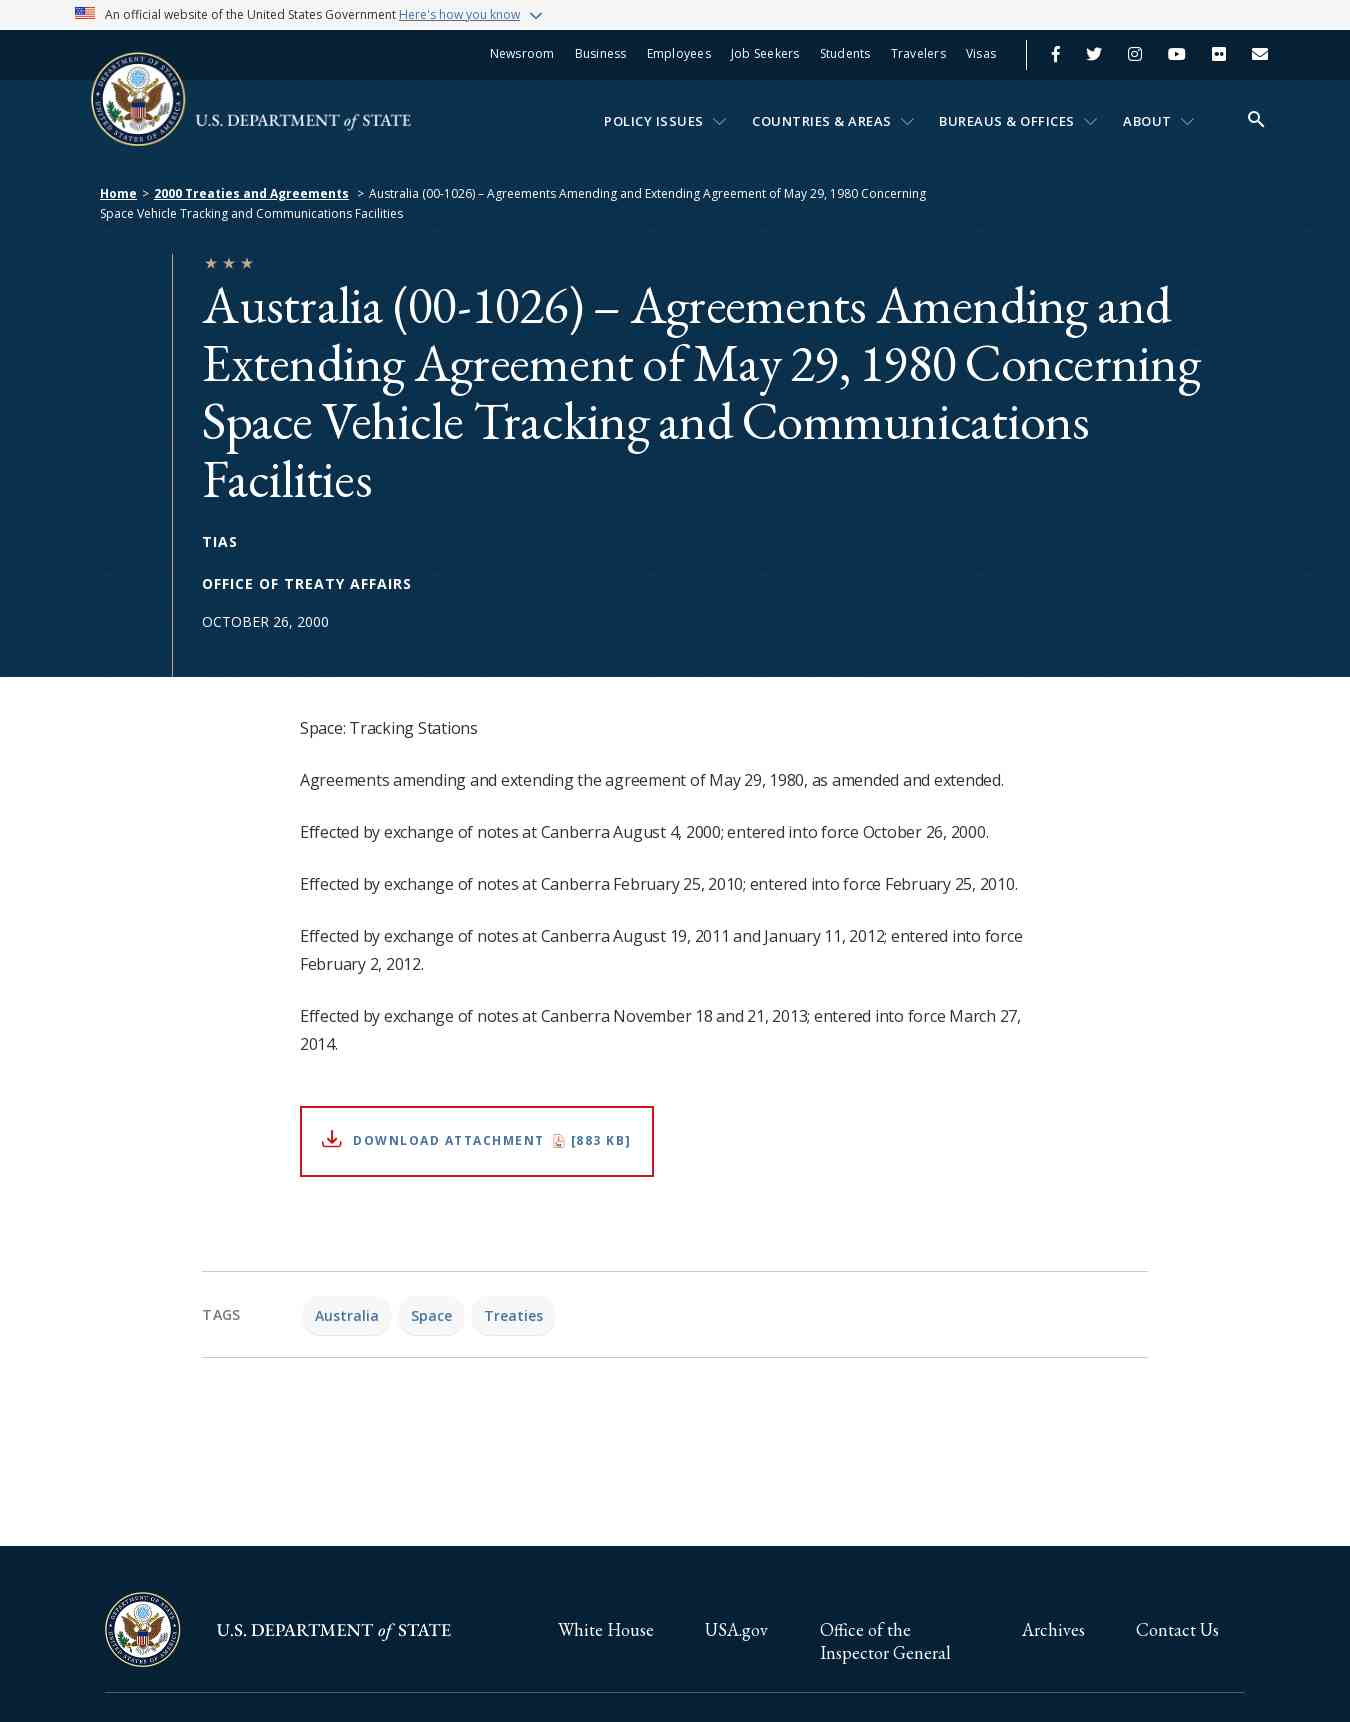 An official website of the United States Government Here's how you know
Newsroom Business Employees Job Seekers Students Travelers Visas
U.S. DEPARTMENT of STATE
POLICY ISSUES COUNTRIES & AREAS BUREAUS & OFFICES ABOUT
Home > 2000 Treaties and Agreements > Australia (00-1026) – Agreements Amending and Extending Agreement of May 29, 1980 Concerning
Space Vehicle Tracking and Communications Facilities
Australia (00-1026) – Agreements Amending and
Extending Agreement of May 29, 1980 Concerning
Space Vehicle Tracking and Communications
Facilities
TIAS
OFFICE OF TREATY AFFAIRS
OCTOBER 26, 2000
Space: Tracking Stations
Agreements amending and extending the agreement of May 29, 1980, as amended and extended.
Effected by exchange of notes at Canberra August 4, 2000; entered into force October 26, 2000.
Effected by exchange of notes at Canberra February 25, 2010; entered into force February 25, 2010.
Effected by exchange of notes at Canberra August 19, 2011 and January 11, 2012; entered into force
February 2, 2012.
Effected by exchange of notes at Canberra November 18 and 21, 2013; entered into force March 27,
2014.
DOWNLOAD ATTACHMENT [883 KB]
TAGS Australia Space Treaties
DEPARTMENT OF STATE
UNITED STATES OF AMERICA
U.S. DEPARTMENT of STATE
White House USA.gov Office of the Archives Contact Us
Inspector General